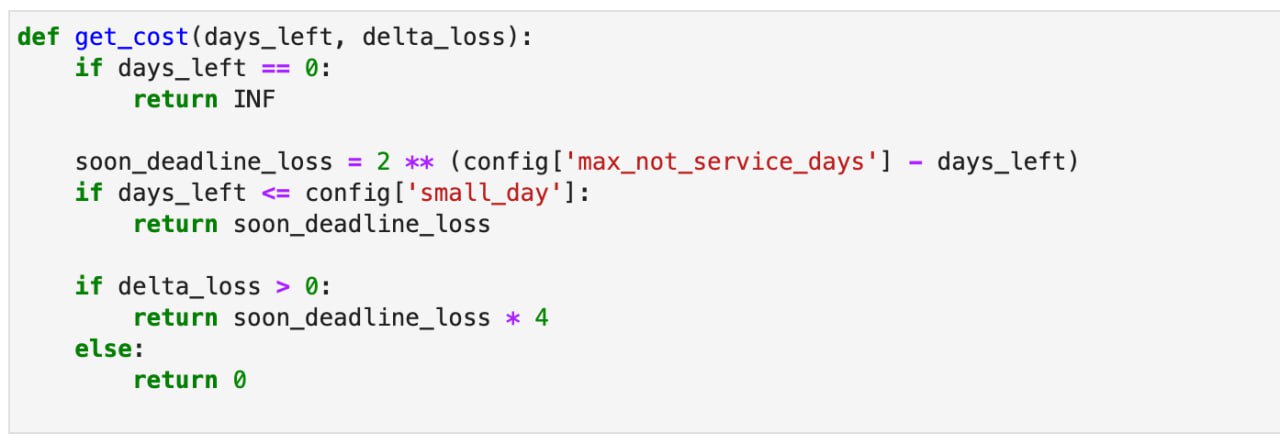 def get_cost(days_left, delta_loss):
    if days_left == 0:
        return INF

    soon_deadline_loss = 2 ** (config['max_not_service_days'] - days_left)
    if days_left <= config['small_day']:
        return soon_deadline_loss

    if delta_loss > 0:
        return soon_deadline_loss * 4
    else:
        return 0